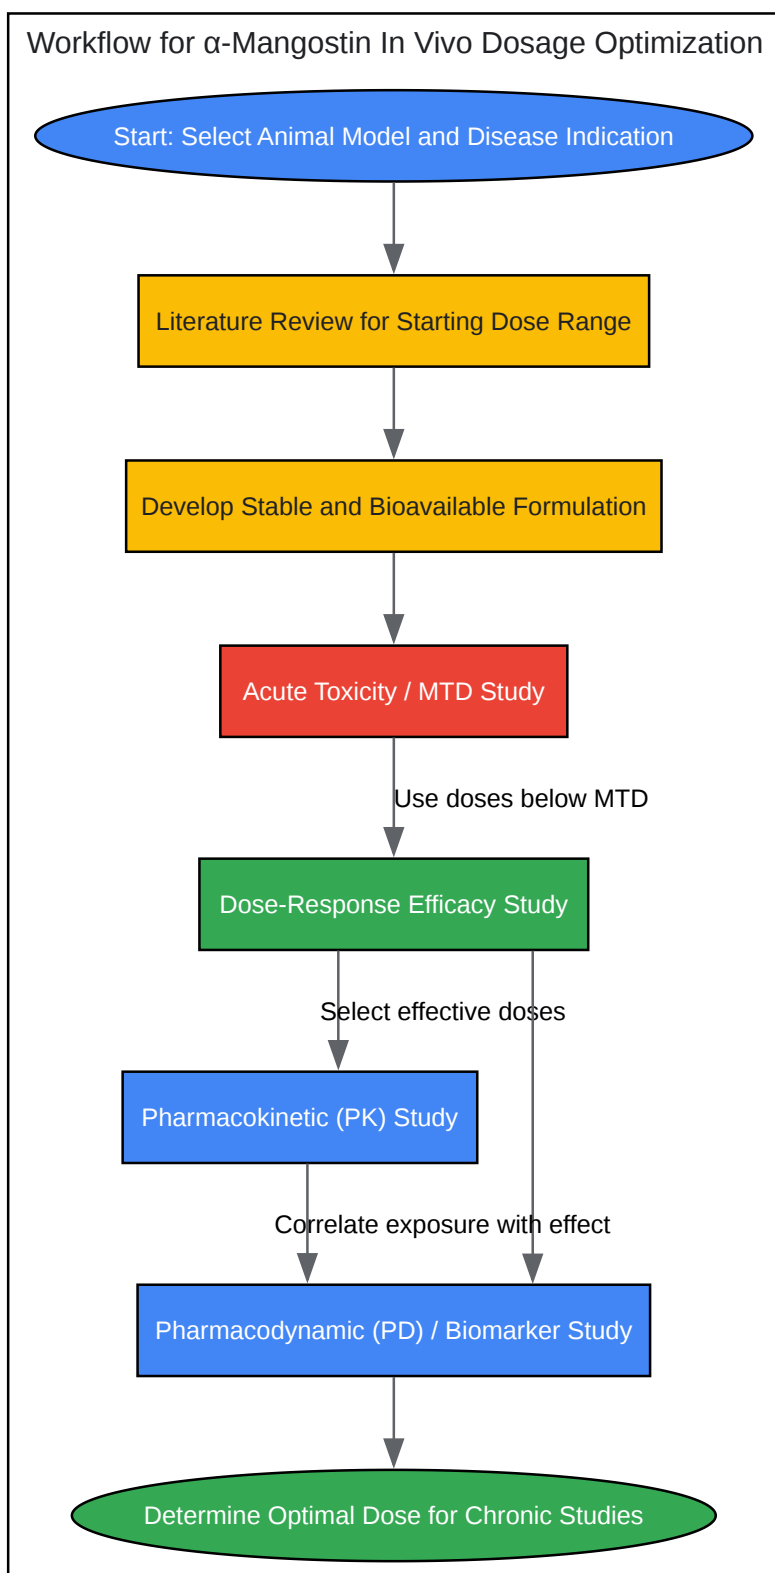 Workflow for α-Mangostin In Vivo Dosage Optimization
Start: Select Animal Model and Disease Indication
Literature Review for Starting Dose Range
Develop Stable and Bioavailable Formulation
Acute Toxicity / MTD Study
Use doses below MTD
Dose-Response Efficacy Study
Select effective doses
Pharmacokinetic (PK) Study
Correlate exposure with effect
Pharmacodynamic (PD) / Biomarker Study
Determine Optimal Dose for Chronic Studies